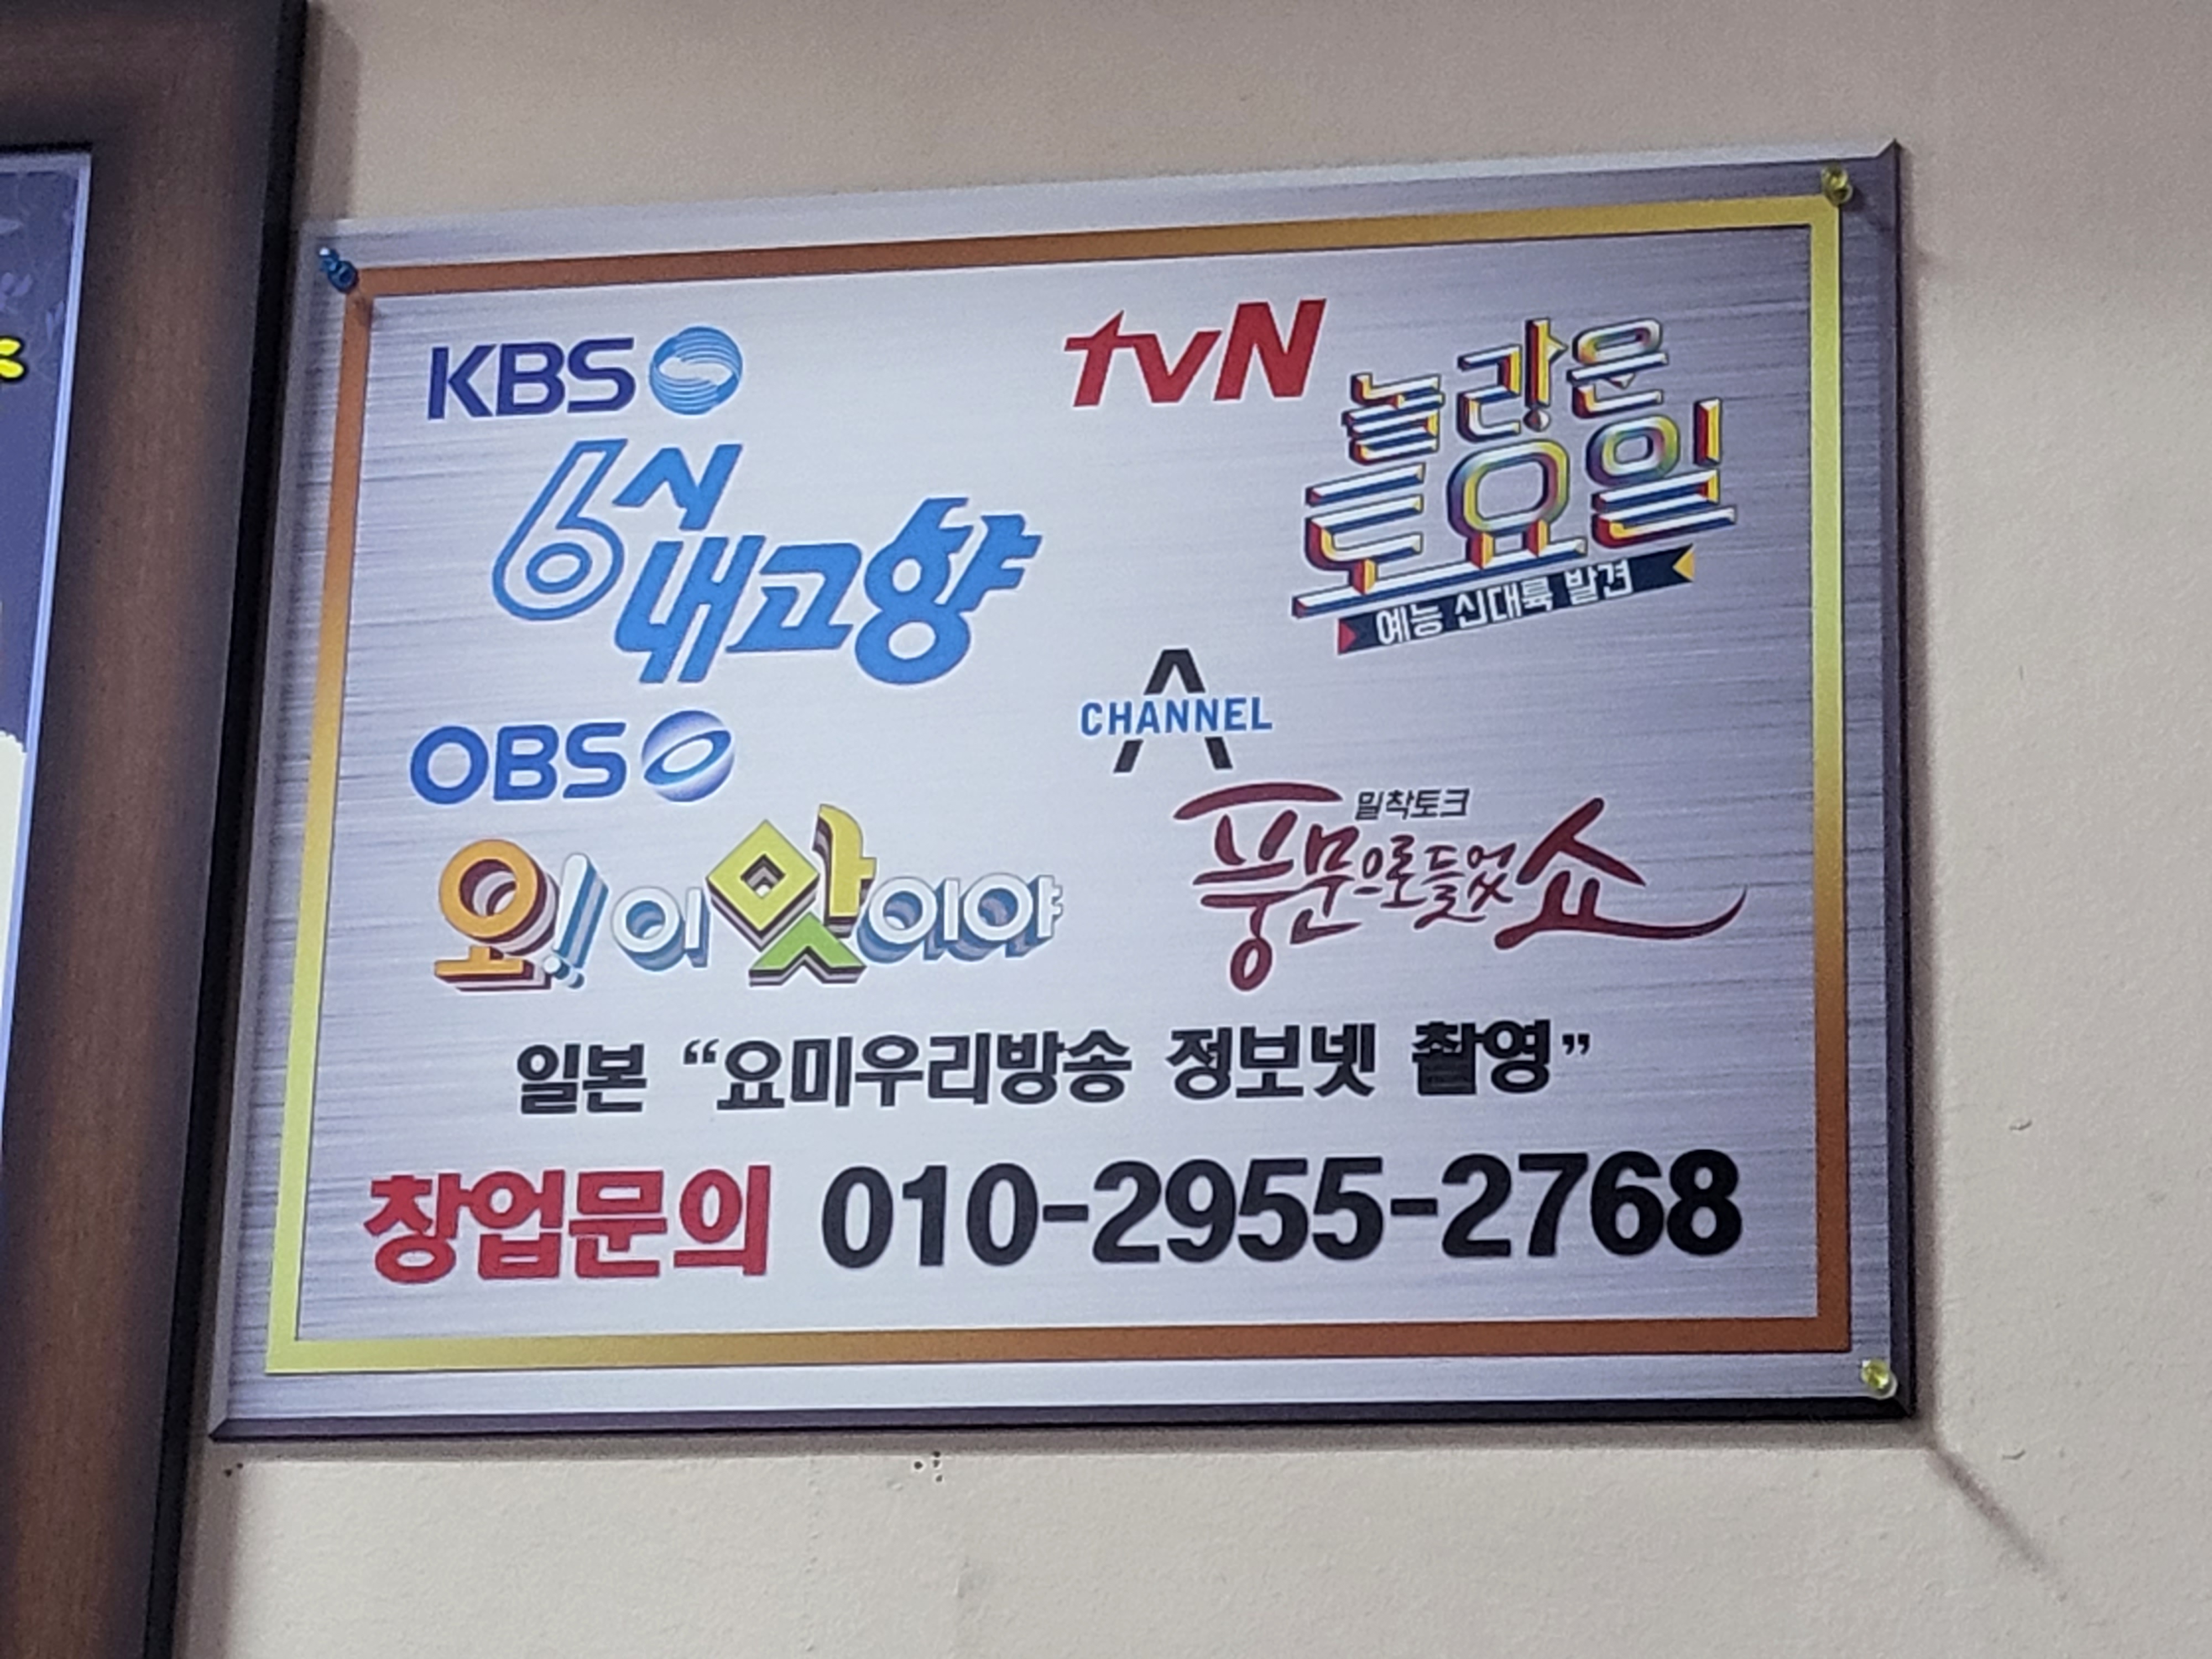 KBS
6시
내고향
tvN
놀라운
토요일
예능 신대륙 발견
OBS
오!! 이 맛이야
CHANNEL A
밀착토크
풍문으로들었쇼
일본 “요미우리방송 정보넷 촬영”
창업문의 010-2955-2768